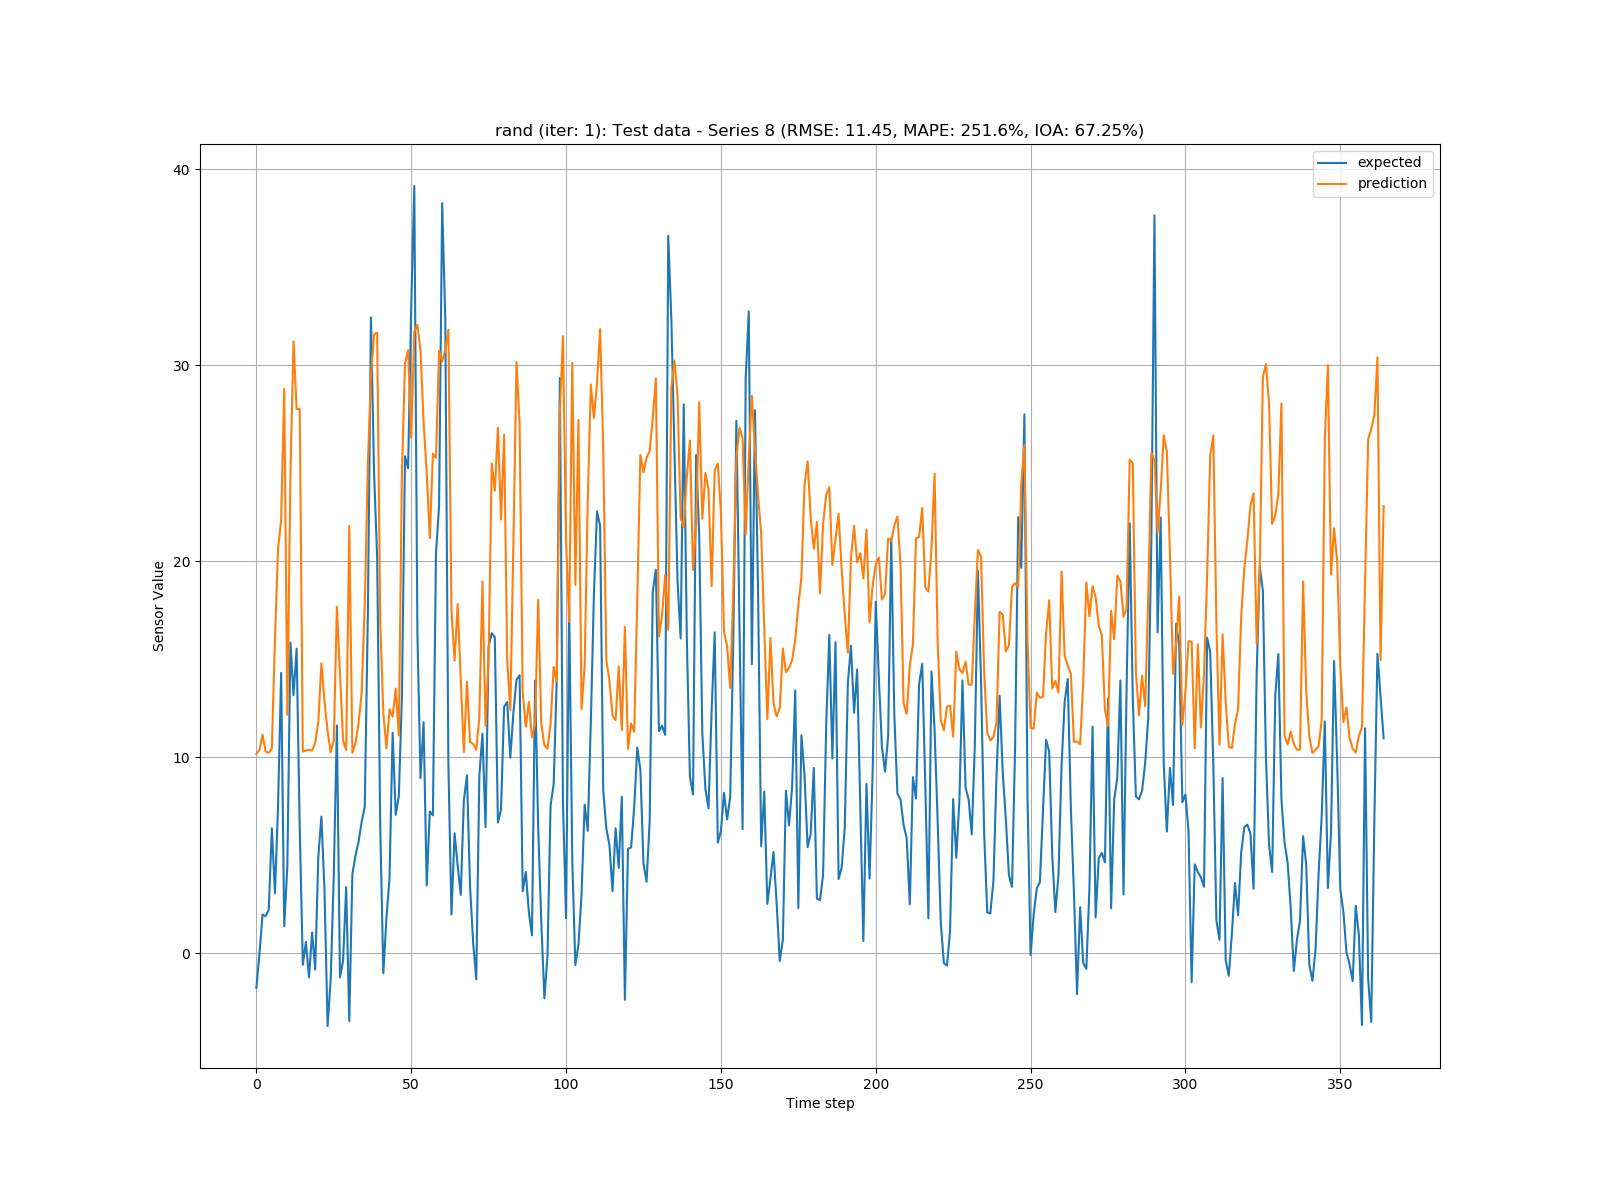 rand (iter: 1): Test data - Series 8 (RMSE: 11.45, MAPE: 251.6%, IOA: 67.25%)
expected
prediction
40
30
20
10
0
Sensor Value
0 50 100 150 200 250 300 350
Time step